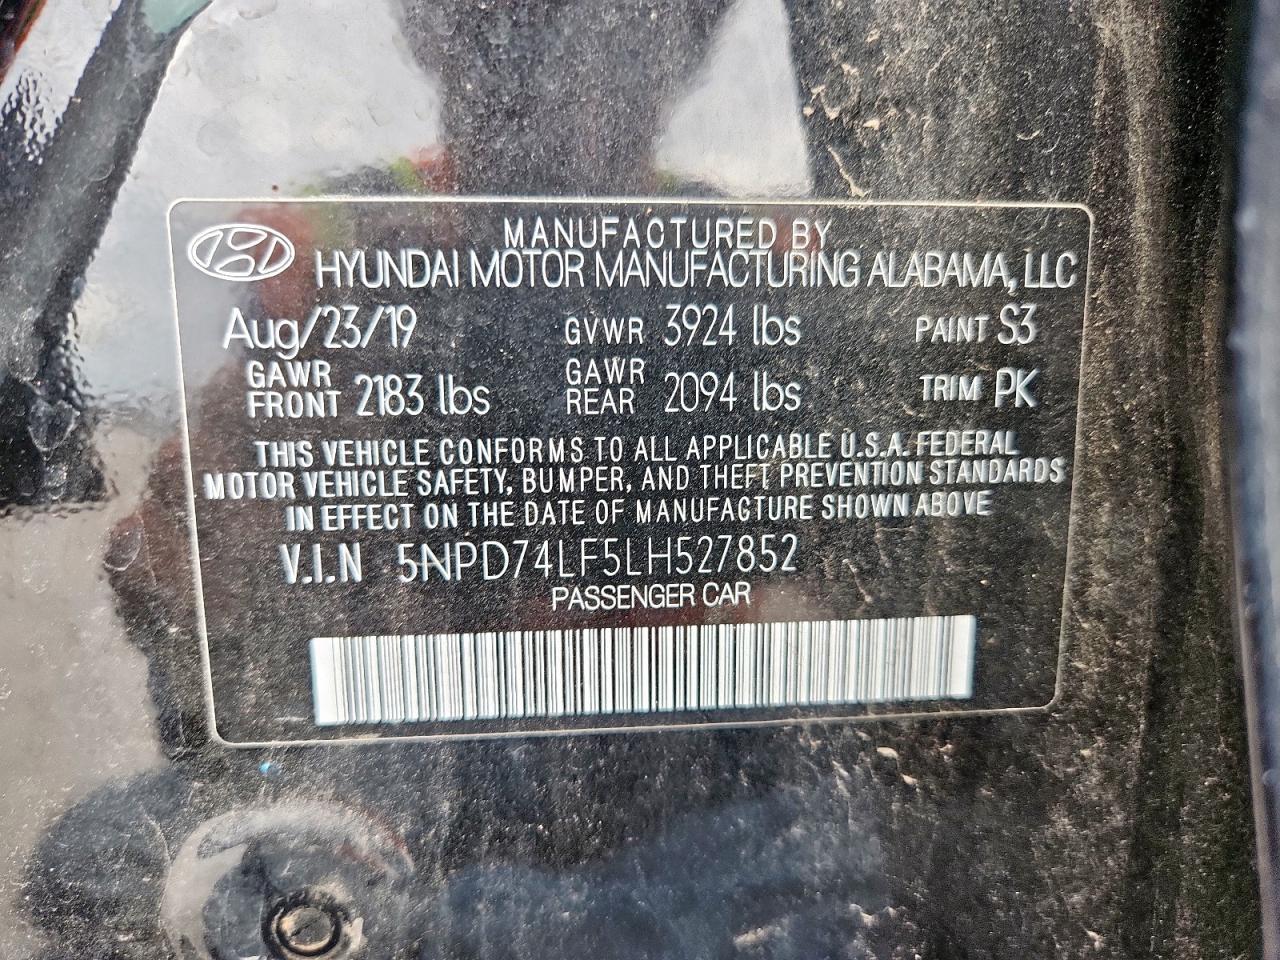 MANUFACTURED BY
HYUNDAI MOTOR MANUFACTURING ALABAMA, LLC
Aug/23/19 GVWR 3924 lbs PAINT S3
GAWR FRONT 2183 lbs GAWR REAR 2094 lbs TRIM PK
THIS VEHICLE CONFORMS TO ALL APPLICABLE U.S.A. FEDERAL
MOTOR VEHICLE SAFETY, BUMPER, AND THEFT PREVENTION STANDARDS
IN EFFECT ON THE DATE OF MANUFACTURE SHOWN ABOVE
V.I.N 5NPD74LF5LH527852
PASSENGER CAR